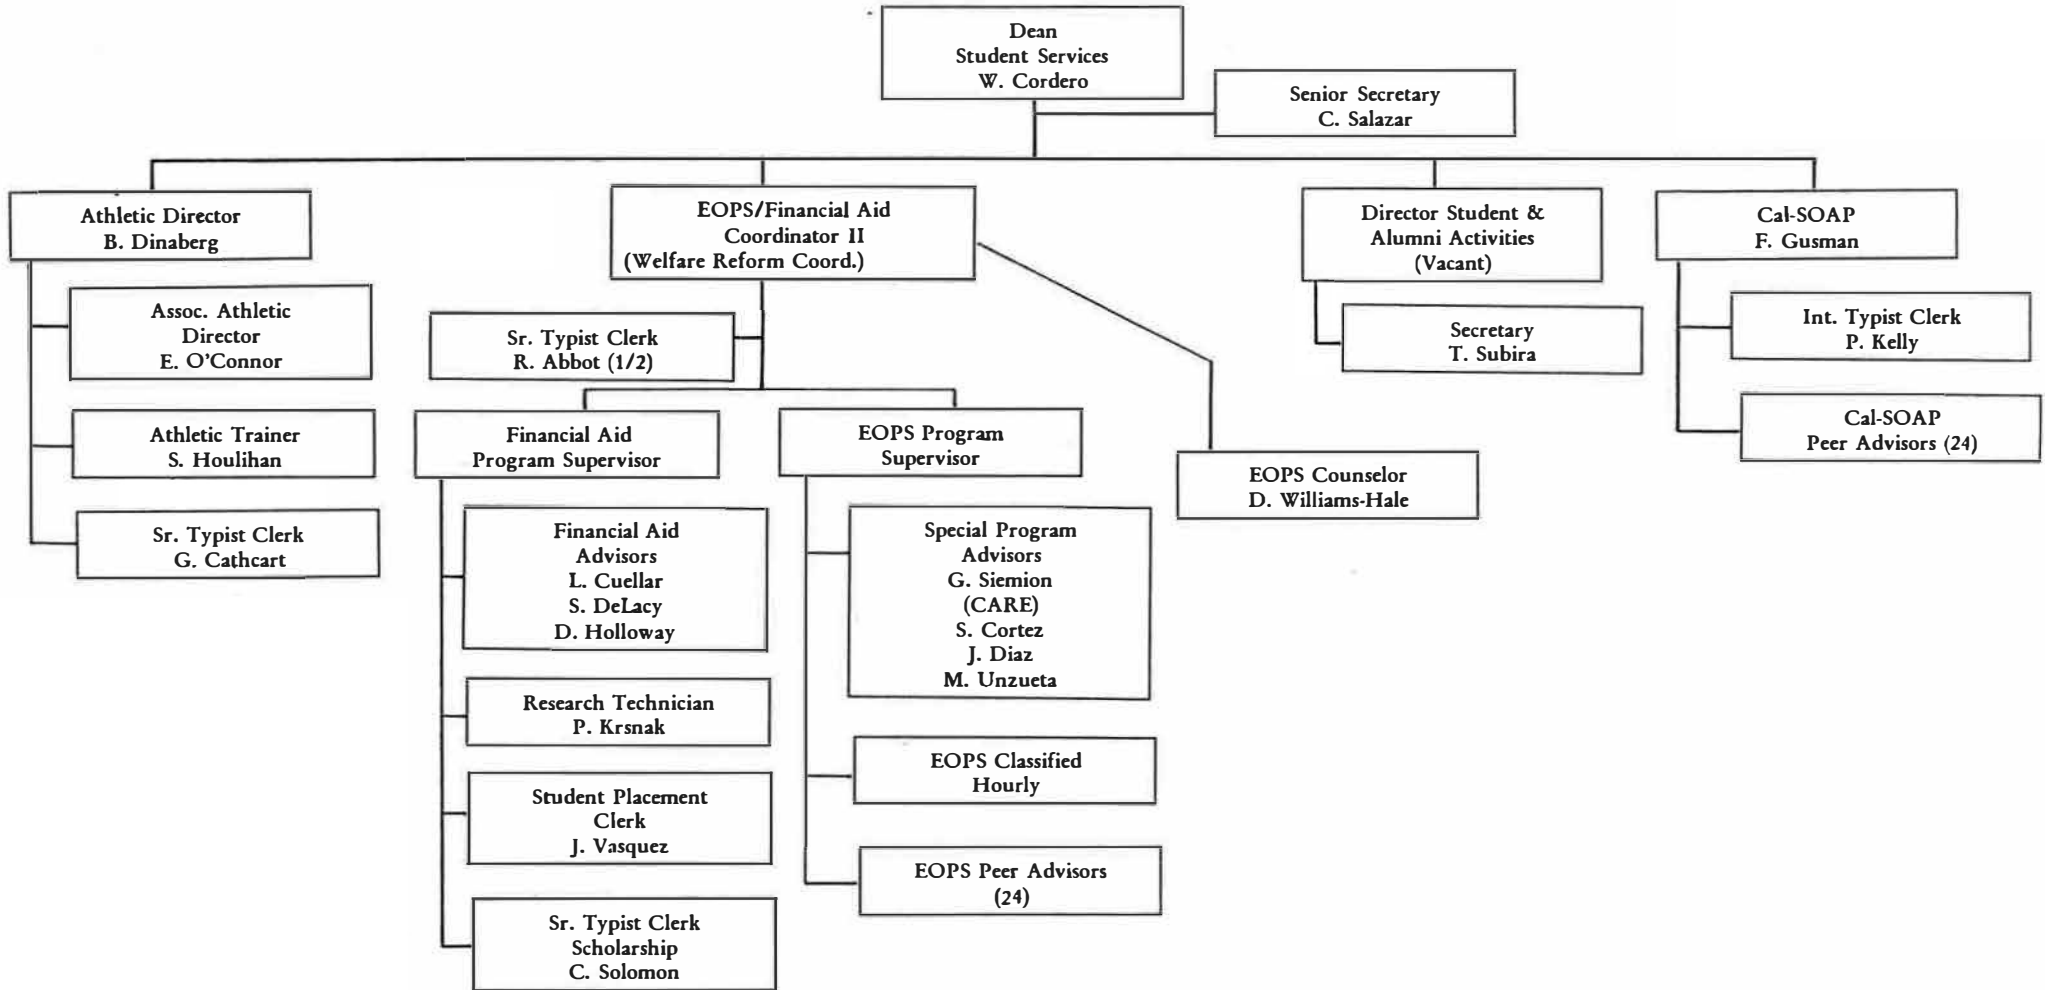 Dean
Student Services
W. Cordero
Senior Secretary
C. Salazar
Athletic Director
B. Dinaberg
Assoc. Athletic
Director
E. O'Connor
Athletic Trainer
S. Houlihan
Sr. Typist Clerk
G. Cathcart
EOPS/Financial Aid
Coordinator II
(Welfare Reform Coord.)
Sr. Typist Clerk
R. Abbot (1/2)
Financial Aid
Program Supervisor
Financial Aid
Advisors
L. Cuellar
S. DeLacy
D. Holloway
Research Technician
P. Krsnak
Student Placement
Clerk
J. Vasquez
Sr. Typist Clerk
Scholarship
C. Solomon
EOPS Program
Supervisor
Special Program
Advisors
G. Siemion
(CARE)
S. Cortez
J. Diaz
M. Unzueta
EOPS Classified
Hourly
EOPS Peer Advisors
(24)
EOPS Counselor
D. Williams-Hale
Director Student &
Alumni Activities
(Vacant)
Secretary
T. Subira
Cal-SOAP
F. Gusman
Int. Typist Clerk
P. Kelly
Cal-SOAP
Peer Advisors (24)